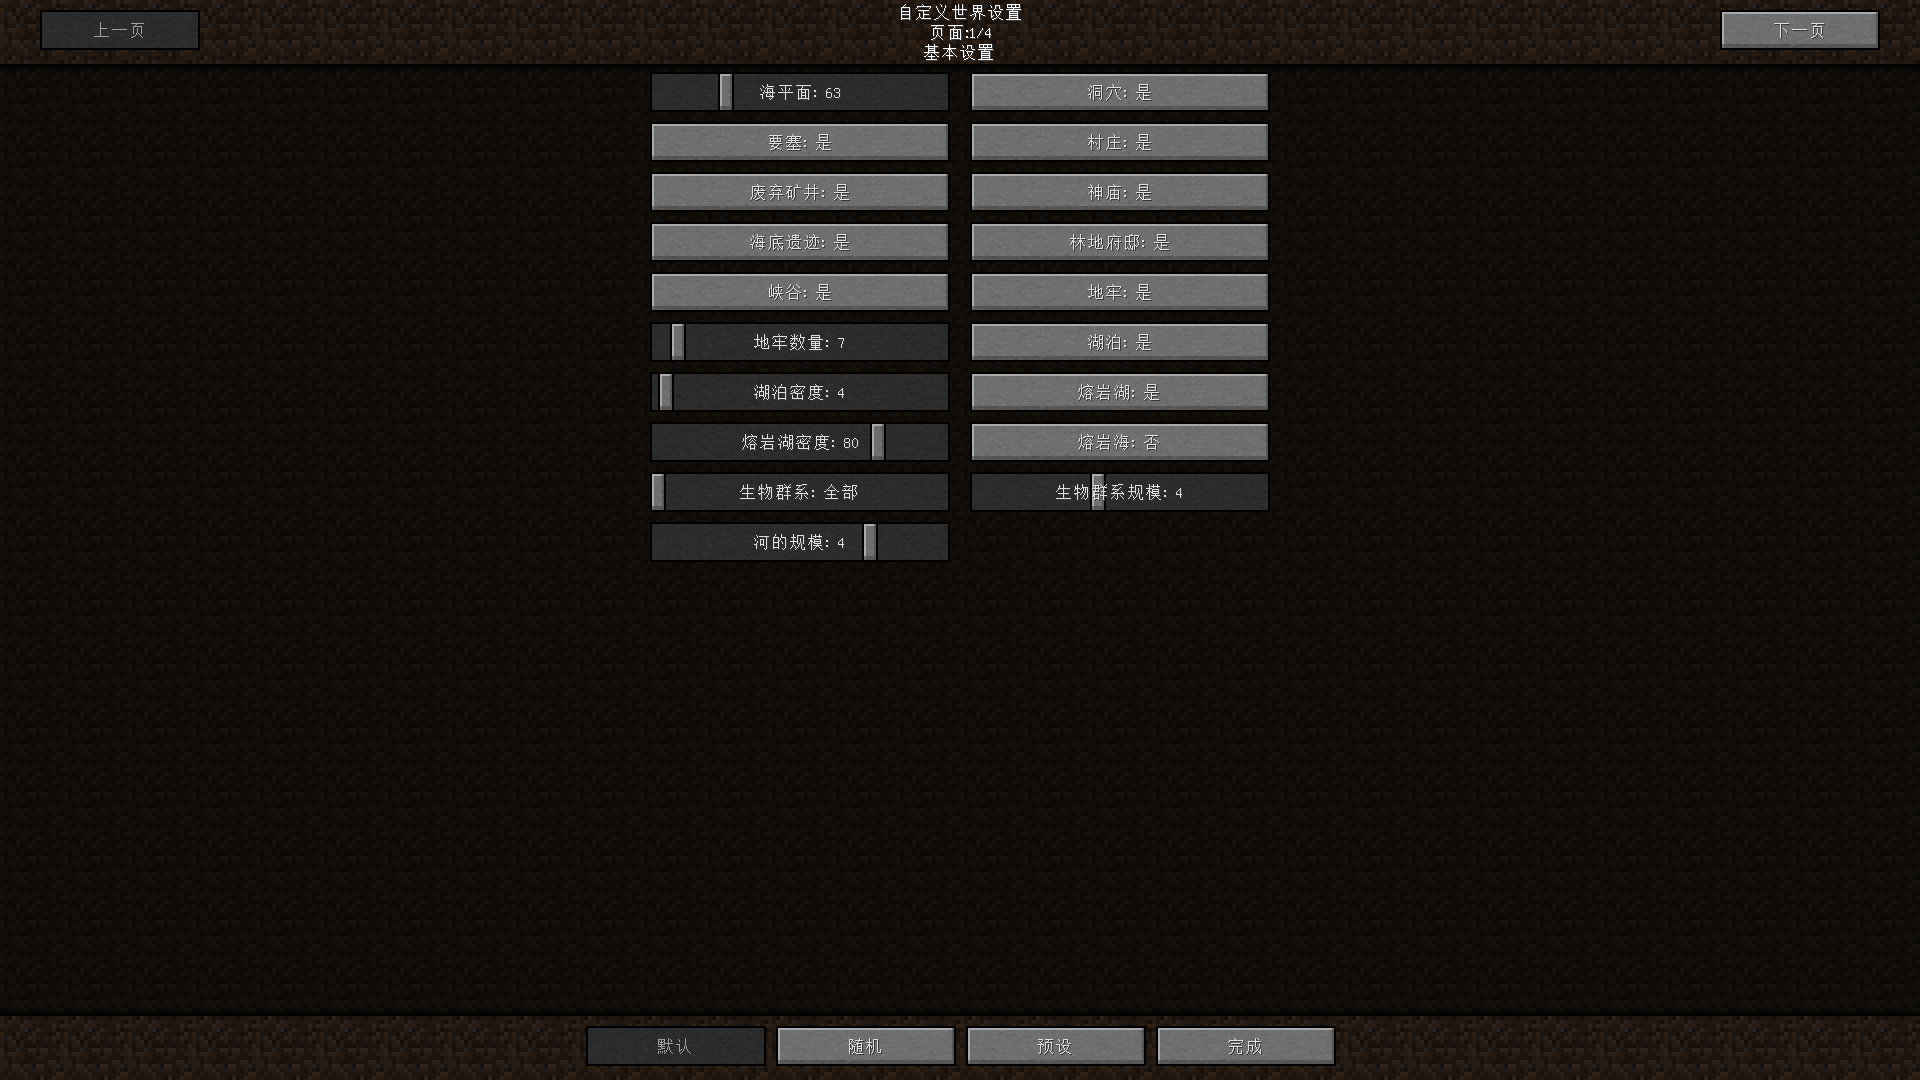 上一页
自定义世界设置
页面:1/4
基本设置
下一页
海平面: 63
洞穴: 是
要塞: 是
村庄: 是
废弃矿井: 是
神庙: 是
海底遗迹: 是
林地府邸: 是
峡谷: 是
地牢: 是
地牢数量: 7
湖泊: 是
湖泊密度: 4
熔岩湖: 是
熔岩湖密度: 80
熔岩海: 否
生物群系: 全部
生物群系规模: 4
河的规模: 4
默认
随机
预设
完成